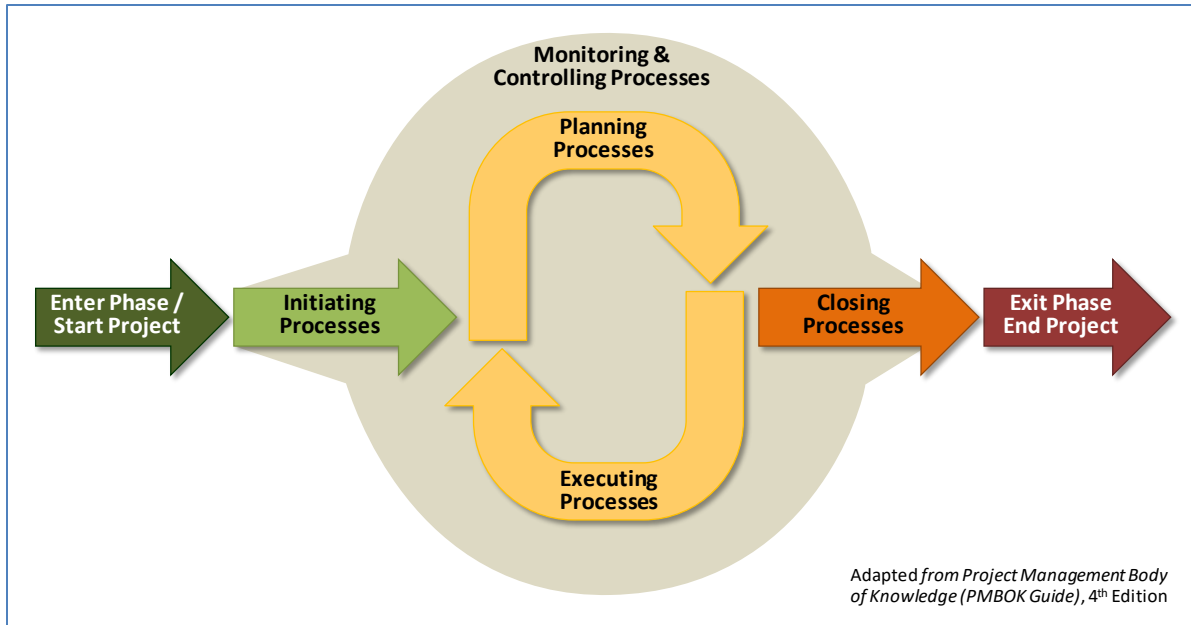 Monitoring &
Controlling Processes
Planning
Processes
Enter Phase /
Start Project
Initiating
Processes
Closing
Processes
Exit Phase
End Project
Executing
Processes
Adapted from Project Management Body
of Knowledge (PMBOK Guide), 4th Edition